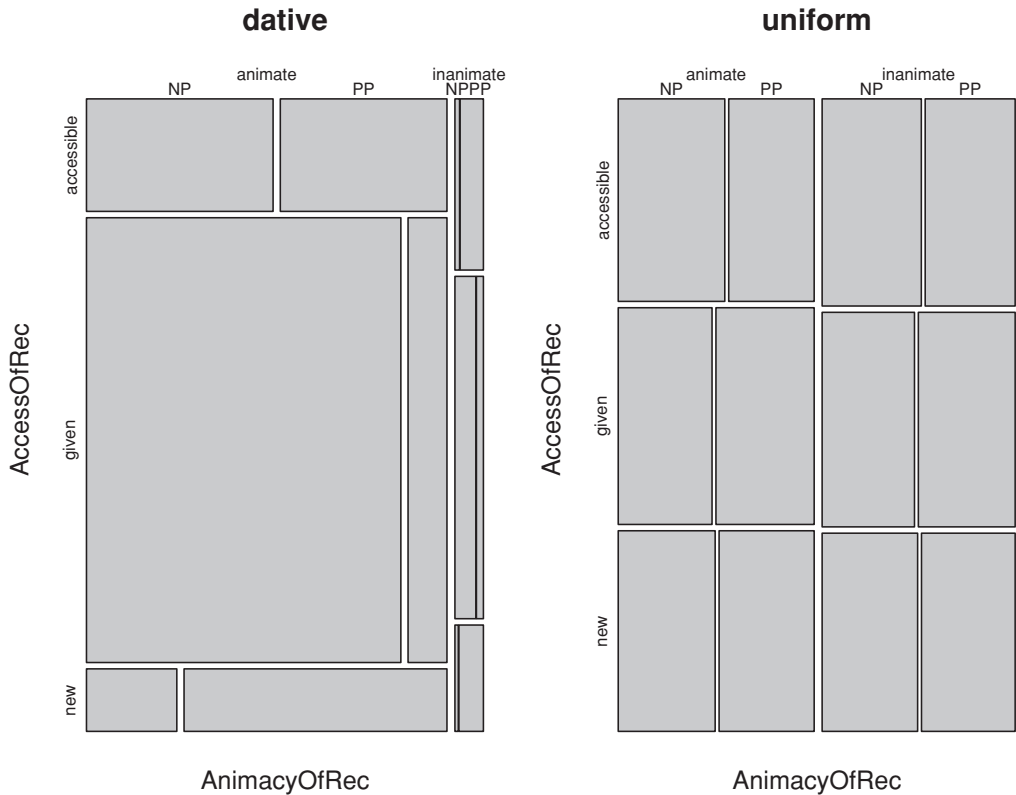 dative
animate
inanimate
NP
PP
NPPP
accessible
given
new
AccessOfRec
AnimacyOfRec
uniform
animate
inanimate
NP
PP
NP
PP
accessible
given
new
AccessOfRec
AnimacyOfRec